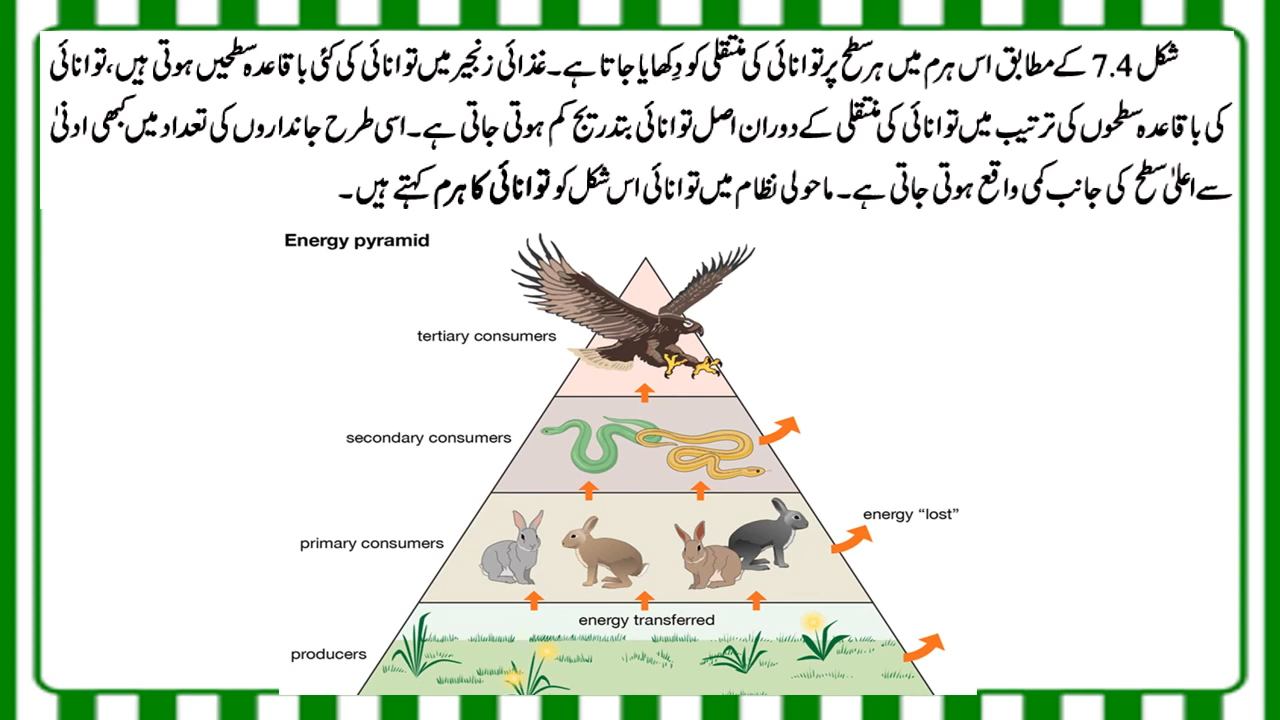 شکل 7.4 کے مطابق اس ہرم میں ہر سطح پر توانائی کی منتقلی کو دِکھایا جاتا ہے۔ غذائی زنجیر میں توانائی کی کئی باقاعدہ سطحیں ہوتی ہیں، توانائی
کی باقاعدہ سطحوں کی ترتیب میں توانائی کی منتقلی کے دوران اصل توانائی بتدریج کم ہوتی جاتی ہے۔ اسی طرح جانداروں کی تعداد میں کبھی ادنیٰ
سے اعلیٰ سطح کی جانب کمی واقع ہوتی جاتی ہے۔ ماحولی نظام میں توانائی اس شکل کو توانائی کا ہرم کہتے ہیں۔
Energy pyramid
tertiary consumers
secondary consumers
energy “lost”
primary consumers
energy transferred
producers